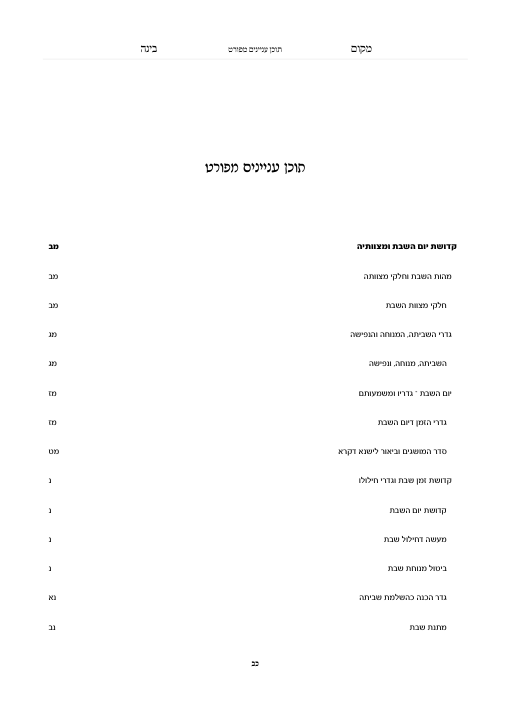 מקום תוכן עניינים מפורט בינה
תוכן עניינים מפורט
קדושת יום השבת ומצוותיה מב
מהות השבת וחלקי מצוותה מב
חלקי מצוות השבת מב
גדרי השביתה, המנוחה והנפישה מג
השביתה, מנוחה, ונפישה מג
יום השבת - גדריו ומשמעותם מז
גדרי הזמן דיום השבת מז
סדר המושגים וביאור לישנא דקרא מט
קדושת זמן שבת וגדרי חילולו נ
קדושת יום השבת נ
מעשה דחילול שבת נ
ביטול מנוחת שבת נ
גדר הכנה כהשלמת שביתה נא
מתנת שבת נב
כב